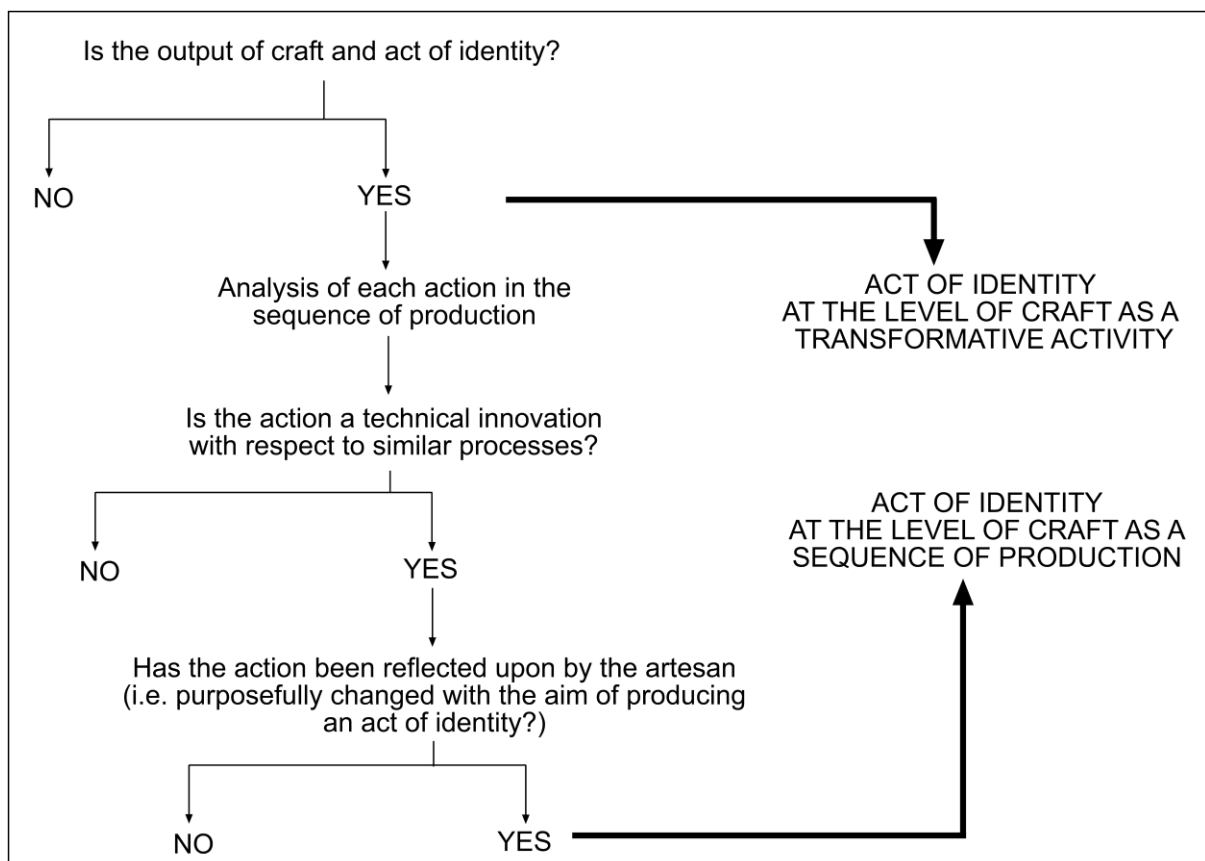 Is the output of craft and act of identity?
NO
YES
Analysis of each action in the
sequence of production
ACT OF IDENTITY
AT THE LEVEL OF CRAFT AS A
TRANSFORMATIVE ACTIVITY
Is the action a technical innovation
with respect to similar processes?
NO
YES
ACT OF IDENTITY
AT THE LEVEL OF CRAFT AS A
SEQUENCE OF PRODUCTION
Has the action been reflected upon by the artesan
(i.e. purposefully changed with the aim of producing
an act of identity?)
NO
YES